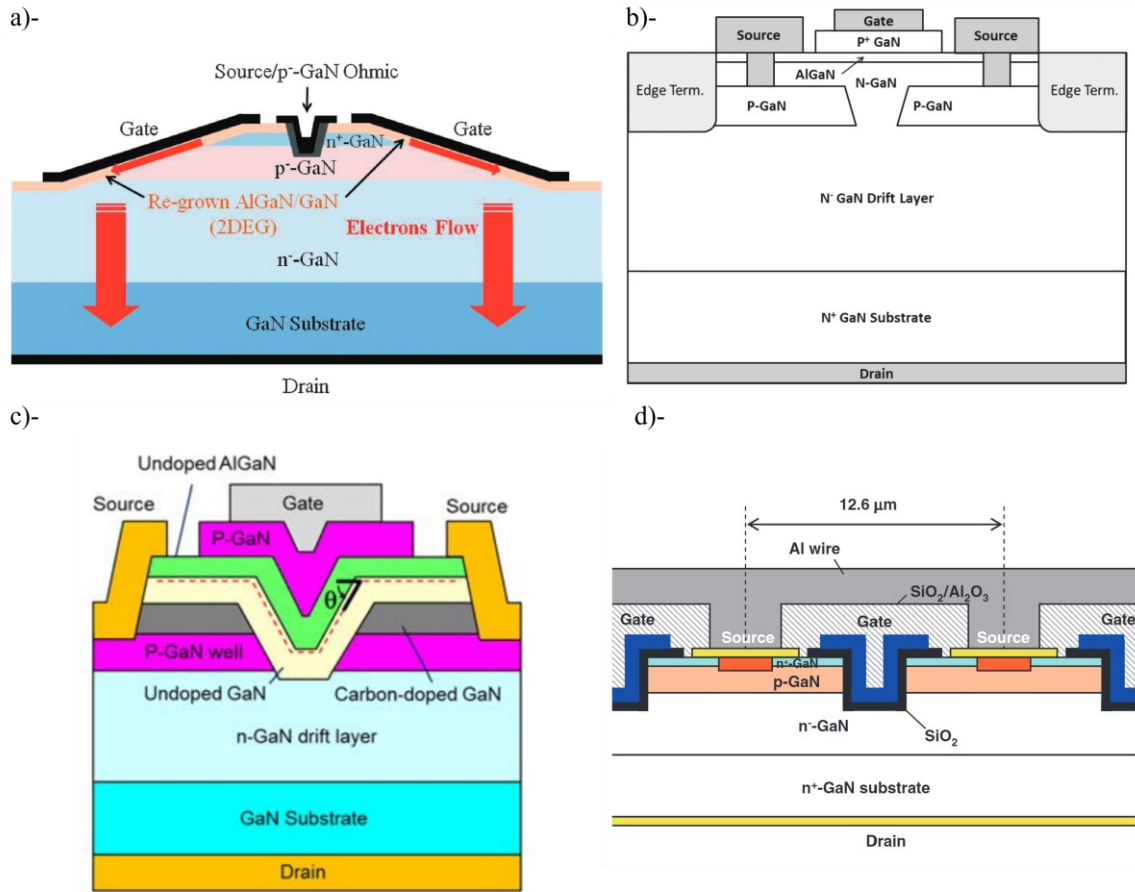 a)-
Source/p⁻-GaN Ohmic
Gate
Gate
n⁺-GaN
p⁻-GaN
Re-grown AlGaN/GaN
(2DEG)
Electrons Flow
n⁻-GaN
GaN Substrate
Drain
b)-
Gate
Source
P⁺ GaN
Source
AlGaN
N-GaN
Edge Term.
P-GaN
P-GaN
Edge Term.
N⁻ GaN Drift Layer
N⁺ GaN Substrate
Drain
c)-
Undoped AlGaN
Source
Gate
Source
P-GaN
θ
P-GaN well
Undoped GaN
Carbon-doped GaN
n-GaN drift layer
GaN Substrate
Drain
d)-
12.6 μm
Al wire
SiO₂/Al₂O₃
Gate
Source
Gate
Source
Gate
n⁺-GaN
p-GaN
n⁻-GaN
SiO₂
n⁺-GaN substrate
Drain